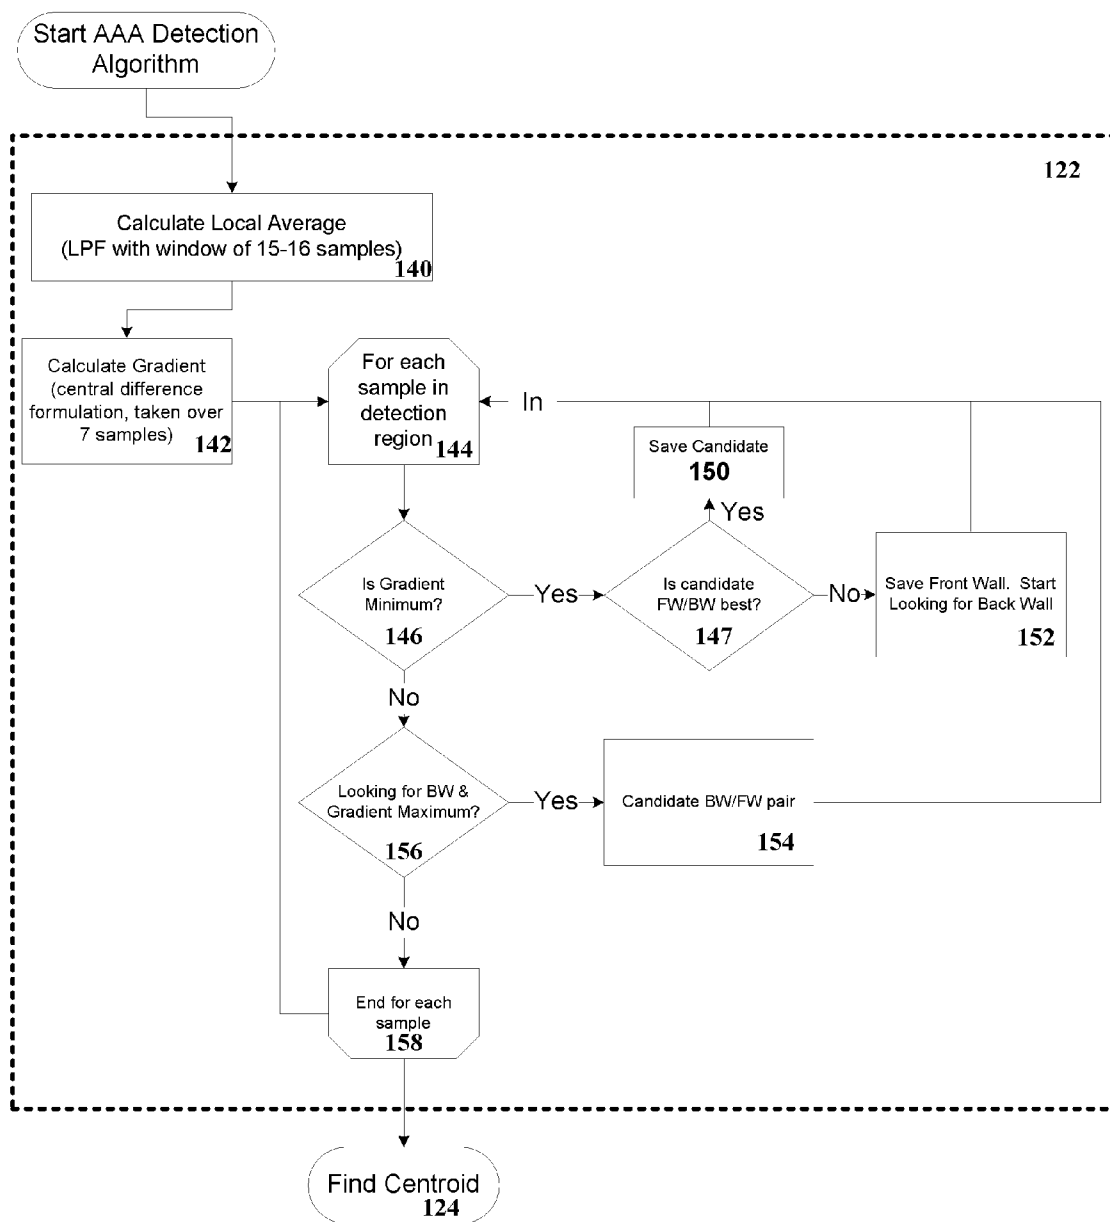 Start AAA Detection
Algorithm
122
Calculate Local Average
(LPF with window of 15-16 samples)
140
Calculate Gradient
(central difference
formulation, taken over
7 samples)
142
For each
sample in
detection
region
144
In
Save Candidate
150
Yes
Is Gradient
Minimum?
146
Yes
Is candidate
FW/BW best?
147
No
Save Front Wall. Start
Looking for Back Wall
152
No
Looking for BW &
Gradient Maximum?
156
Yes
Candidate BW/FW pair
154
No
End for each
sample
158
Find Centroid
124